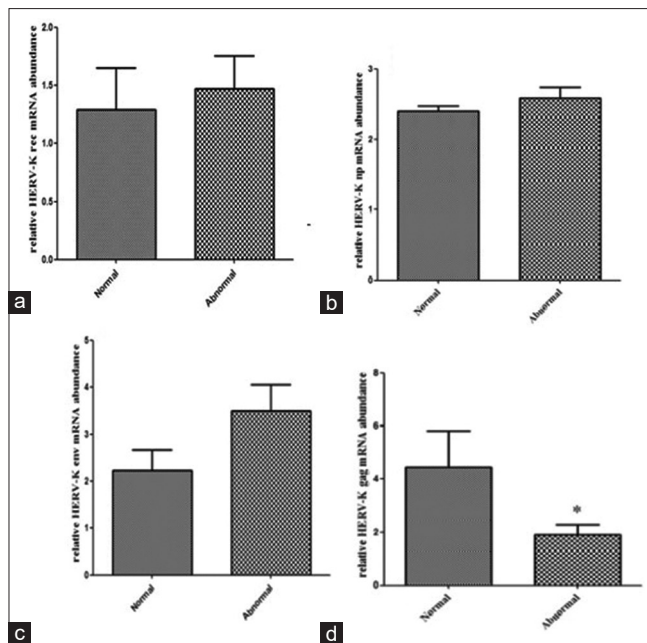 relative HERV-K rec mRNA abundance
2.0
1.5
1.0
0.5
0.0
Normal
Abnormal
a
relative HERV-K np mRNA abundance
3
2
1
0
Normal
Abnormal
b
relative HERV-K env mRNA abundance
5
4
3
2
1
0
Normal
Abnormal
c
relative HERV-K gag mRNA abundance
8
6
4
2
0
*
Normal
Abnormal
d